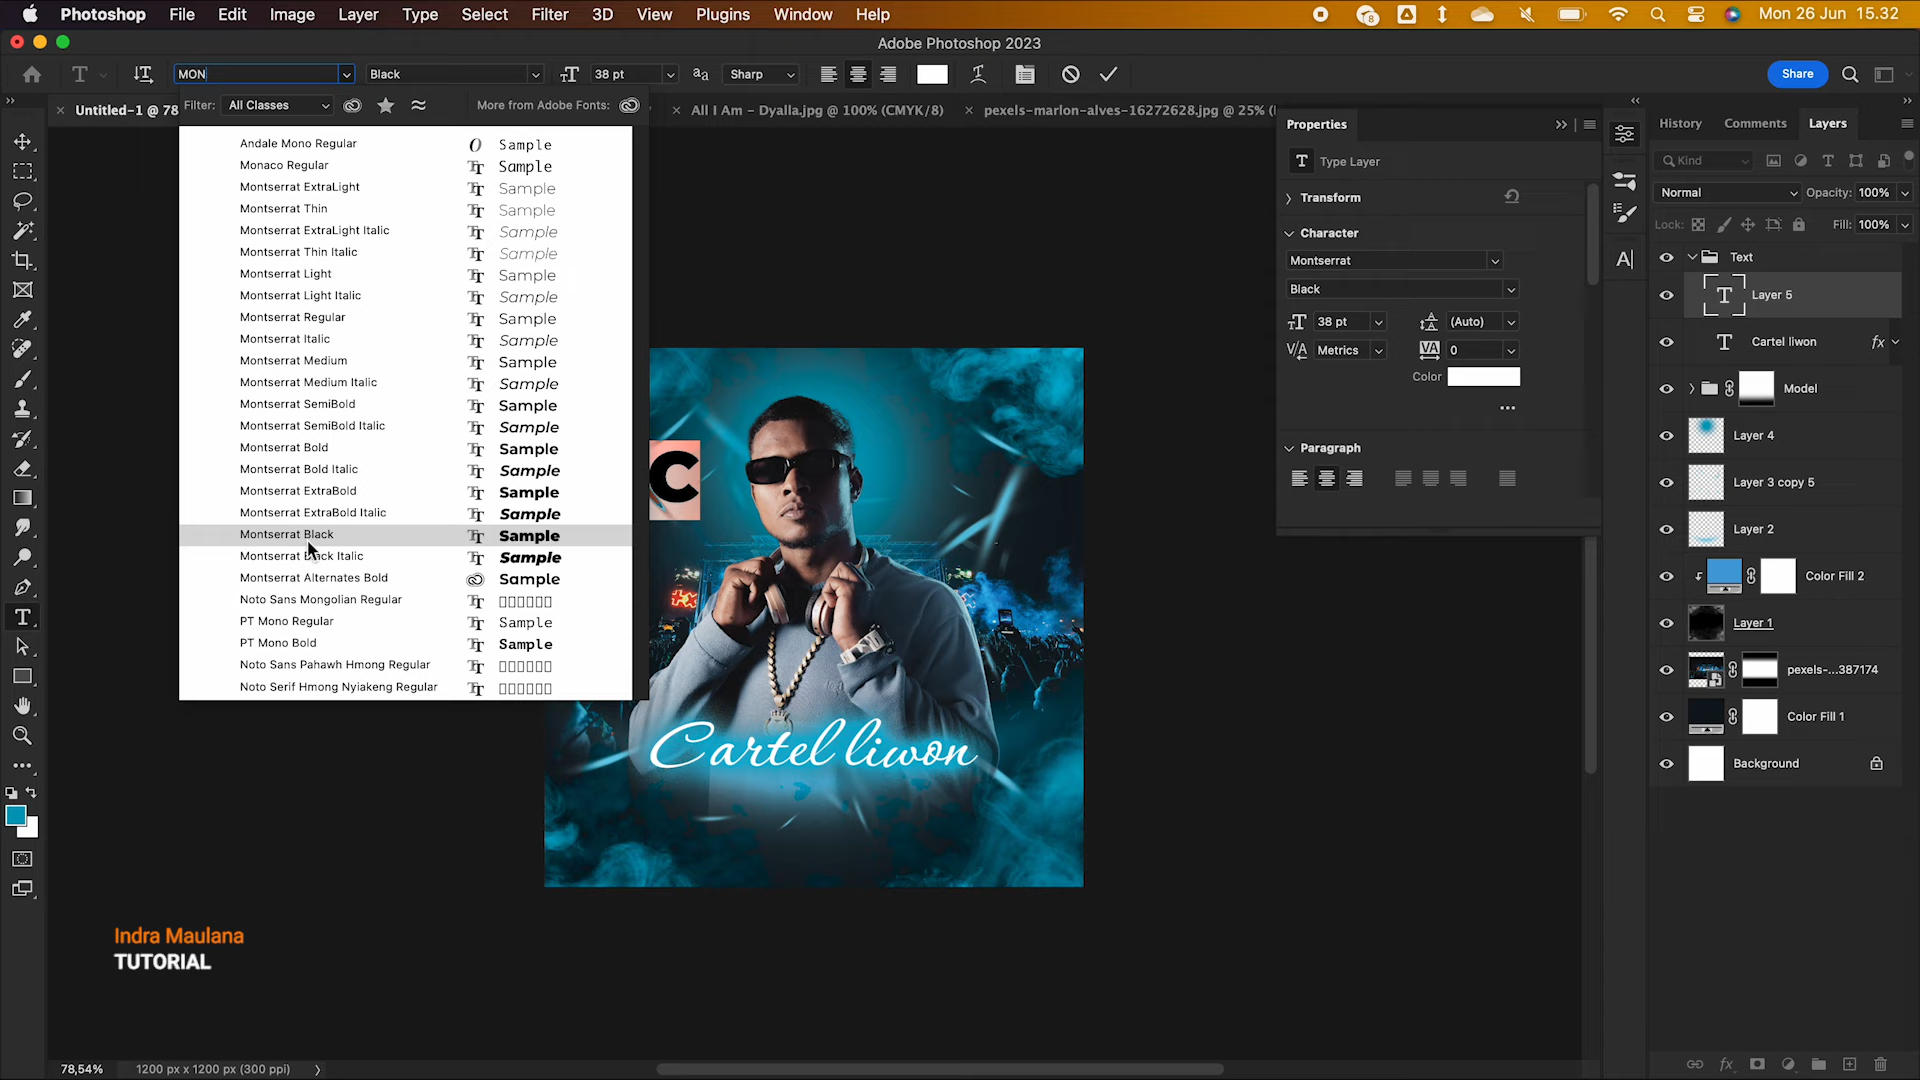 Photoshop File Edit Image Layer Type Select Filter 3D View Plugins Window Help 8 Mon 26 Jun 15.32
Adobe Photoshop 2023
MON Black 38 pt aa Sharp Share
Untitled-1 @ 78 All I Am - Dyalla.jpg @ 100% (CMYK/8) pexels-marlon-alves-16272628.jpg @ 25% (
Filter: All Classes More from Adobe Fonts:
Andale Mono Regular Sample
Monaco Regular Sample
Montserrat ExtraLight Sample
Montserrat Thin Sample
Montserrat ExtraLight Italic Sample
Montserrat Thin Italic Sample
Montserrat Light Sample
Montserrat Light Italic Sample
Montserrat Regular Sample
Montserrat Italic Sample
Montserrat Medium Sample
Montserrat Medium Italic Sample
Montserrat SemiBold Sample
Montserrat SemiBold Italic Sample
Montserrat Bold Sample
Montserrat Bold Italic Sample
Montserrat ExtraBold Sample
Montserrat ExtraBold Italic Sample
Montserrat Black Sample
Montserrat Black Italic Sample
Montserrat Alternates Bold Sample
Noto Sans Mongolian Regular
PT Mono Regular Sample
PT Mono Bold Sample
Noto Sans Pahawh Hmong Regular
Noto Serif Hmong Nyiakeng Regular
C
Cartel liwon
Properties
Type Layer
Transform
Character
Montserrat
Black
38 pt (Auto)
Metrics 0
Color
Paragraph
History Comments Layers
Kind
Normal Opacity: 100%
Lock: Fill: 100%
Text
Layer 5
Cartel liwon fx
Model
Layer 4
Layer 3 copy 5
Layer 2
Color Fill 2
Layer 1
pexels-...387174
Color Fill 1
Background
Indra Maulana
TUTORIAL
78,54% 1200 px x 1200 px (300 ppi)
fx